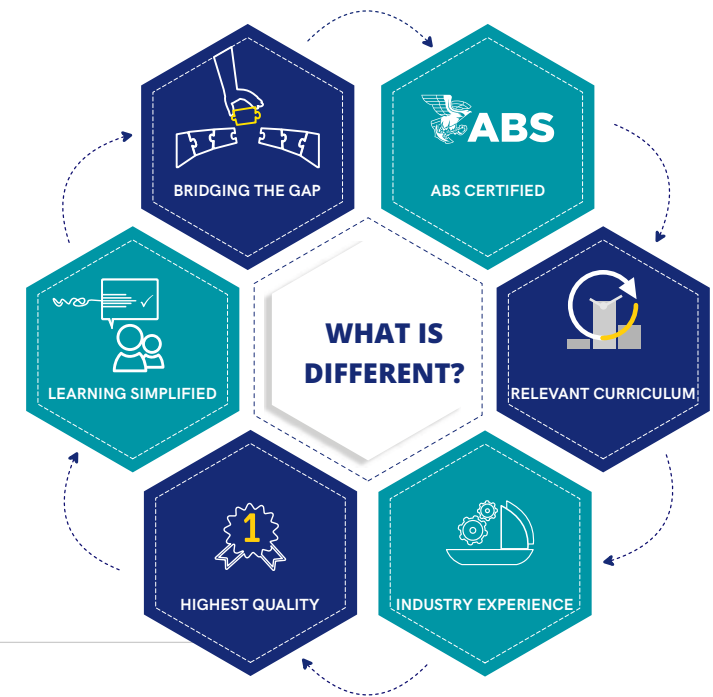 WHAT IS
DIFFERENT?
BRIDGING THE GAP
ABS
ABS CERTIFIED
RELEVANT CURRICULUM
INDUSTRY EXPERIENCE
1
HIGHEST QUALITY
LEARNING SIMPLIFIED